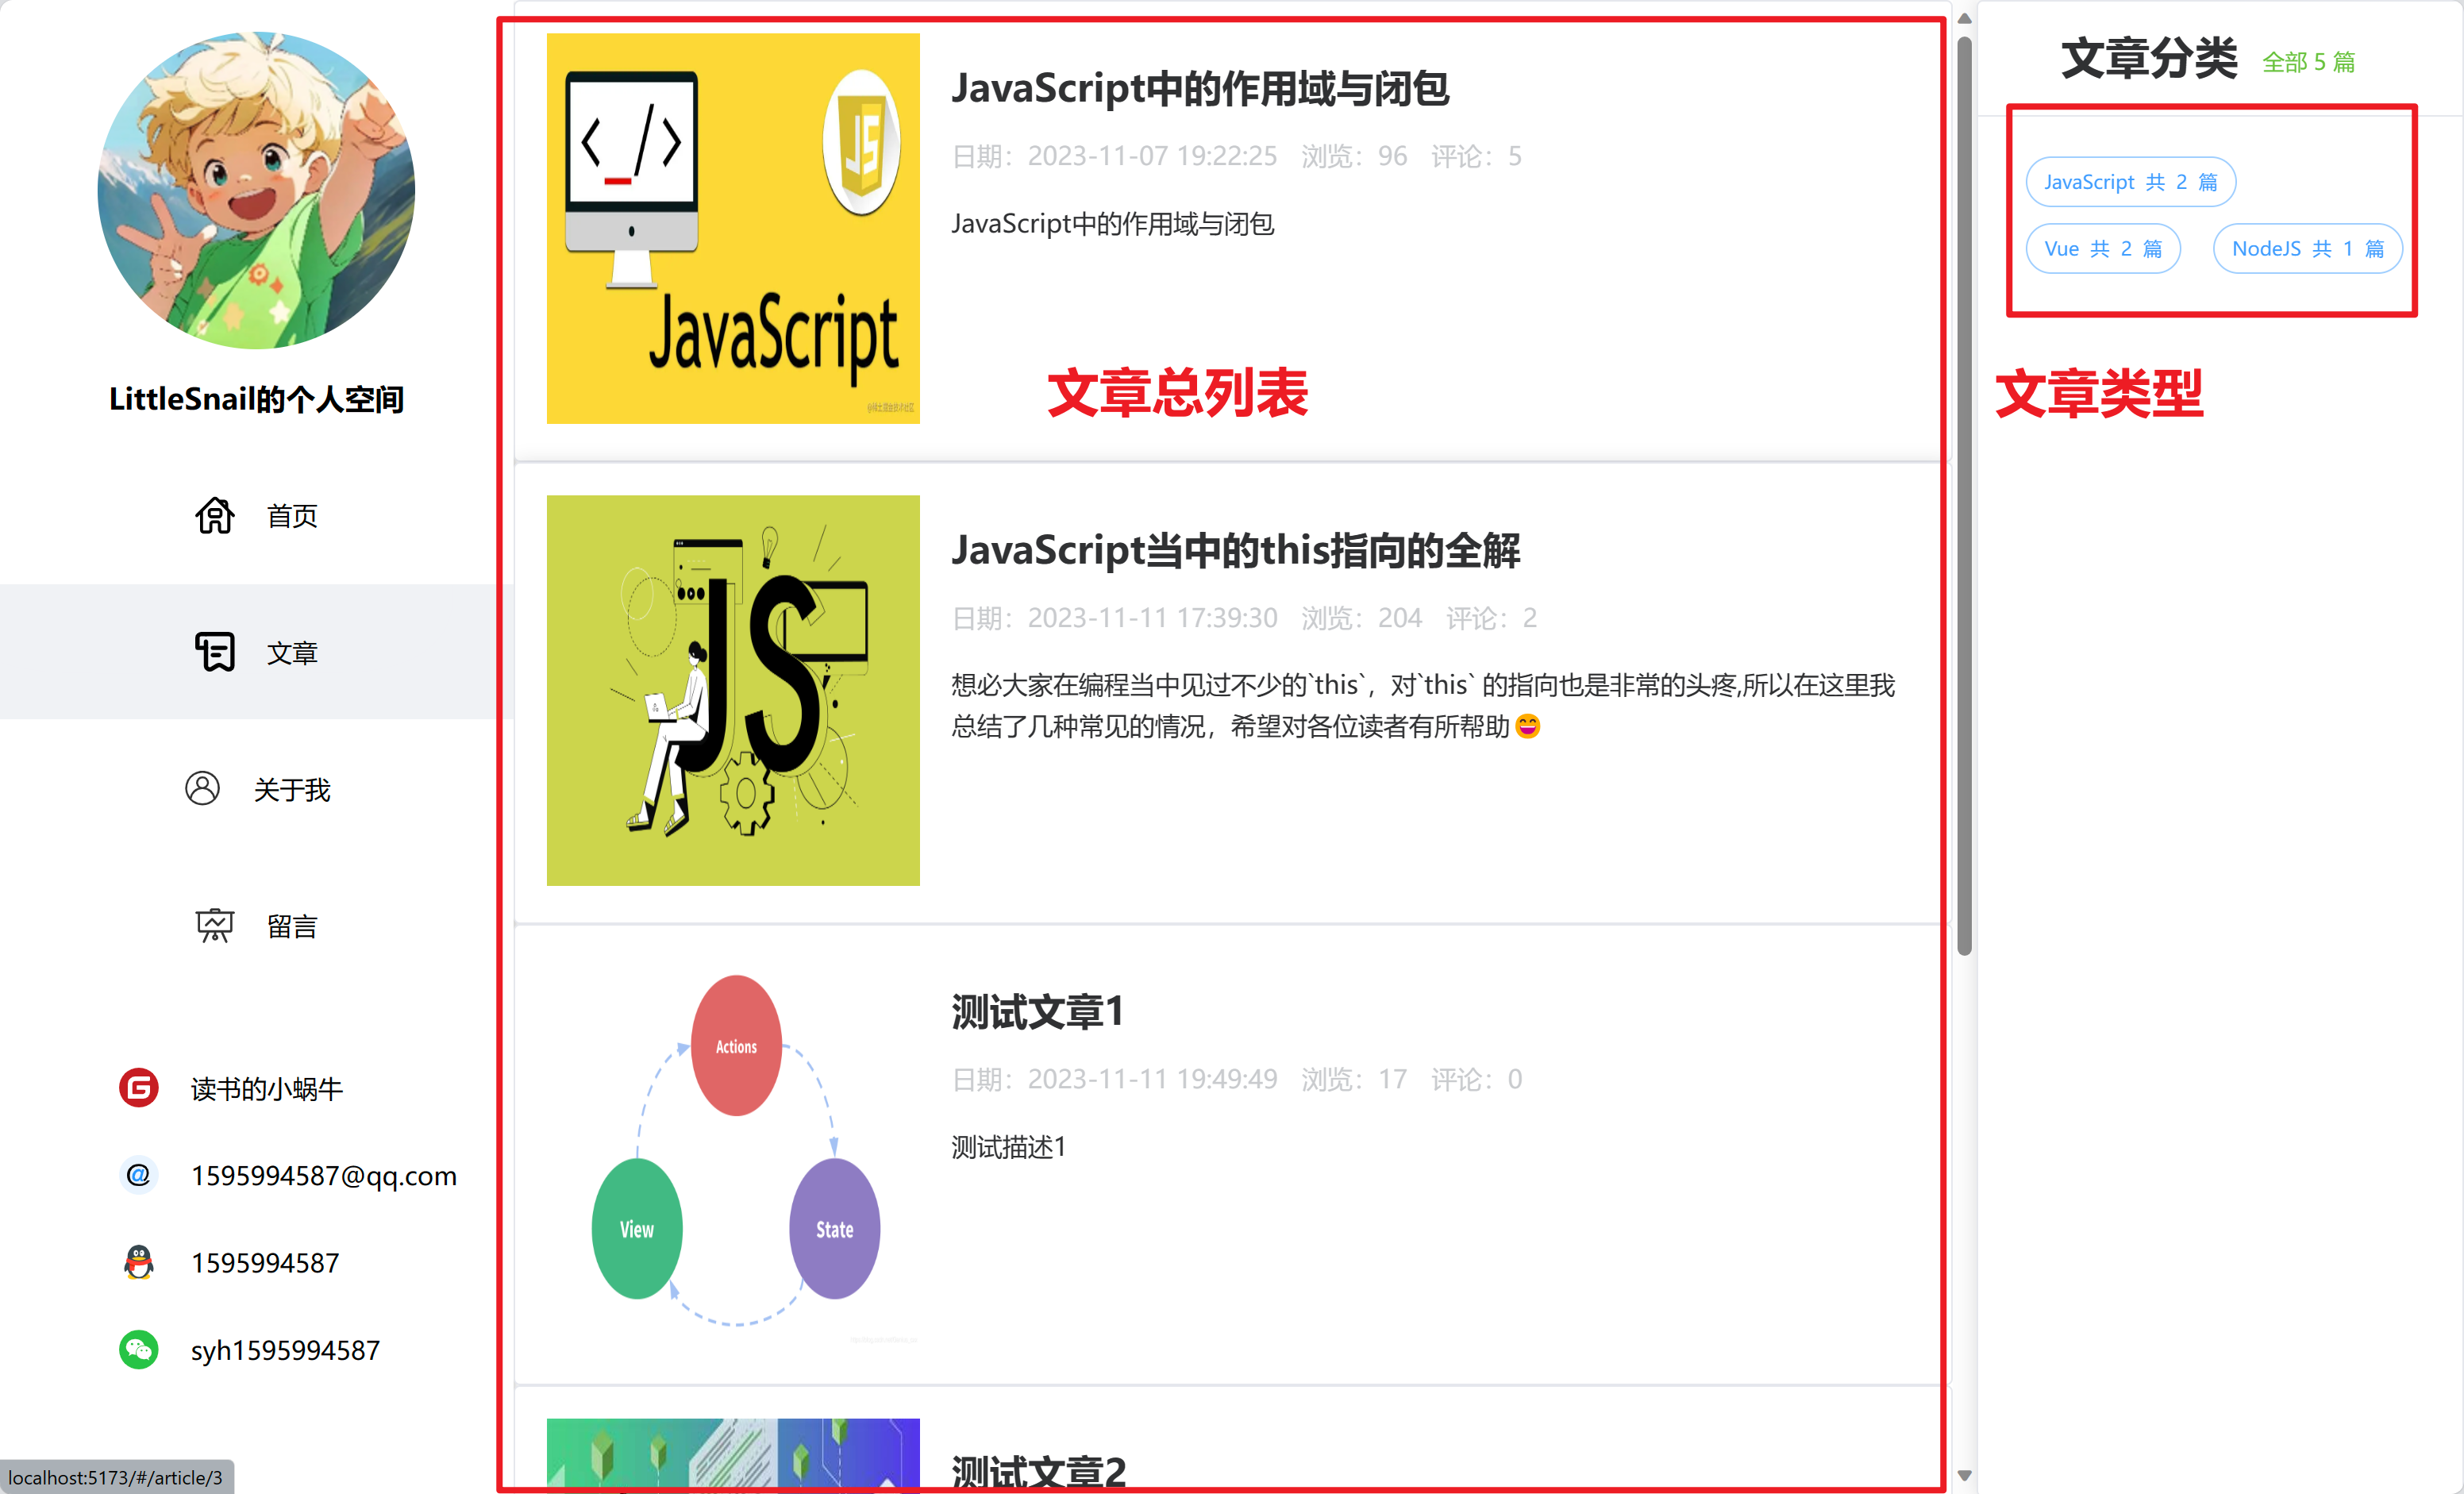 LittleSnail的个人空间
首页
文章
关于我
留言
读书的小蜗牛
@
1595994587@qq.com
1595994587
syh1595994587
localhost:5173/#/article/3
< _/>
JS
JavaScript
@稀土掘金技术社区
JavaScript中的作用域与闭包
日期：2023-11-07 19:22:25 浏览：96 评论：5
JavaScript中的作用域与闭包
文章总列表
JS
JavaScript当中的this指向的全解
日期：2023-11-11 17:39:30 浏览：204 评论：2
想必大家在编程当中见过不少的`this`，对`this` 的指向也是非常的头疼,所以在这里我
总结了几种常见的情况，希望对各位读者有所帮助😄
Actions
View
State
测试文章1
日期：2023-11-11 19:49:49 浏览：17 评论：0
测试描述1
测试文章2
文章分类 全部 5 篇
JavaScript 共 2 篇
Vue 共 2 篇
NodeJS 共 1 篇
文章类型